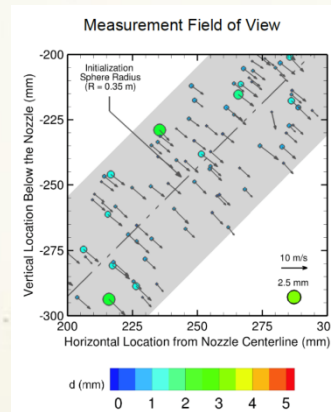 Measurement Field of View
-200
Initialization
Sphere Radius
(R = 0.35 m)
Vertical Location Below the Nozzle (mm)
-225
-250
-275
-300
10 m/s
2.5 mm
200
225
250
275
30
Horizontal Location from Nozzle Centerline (mm)
d (mm)
0
1
2
3
4
5